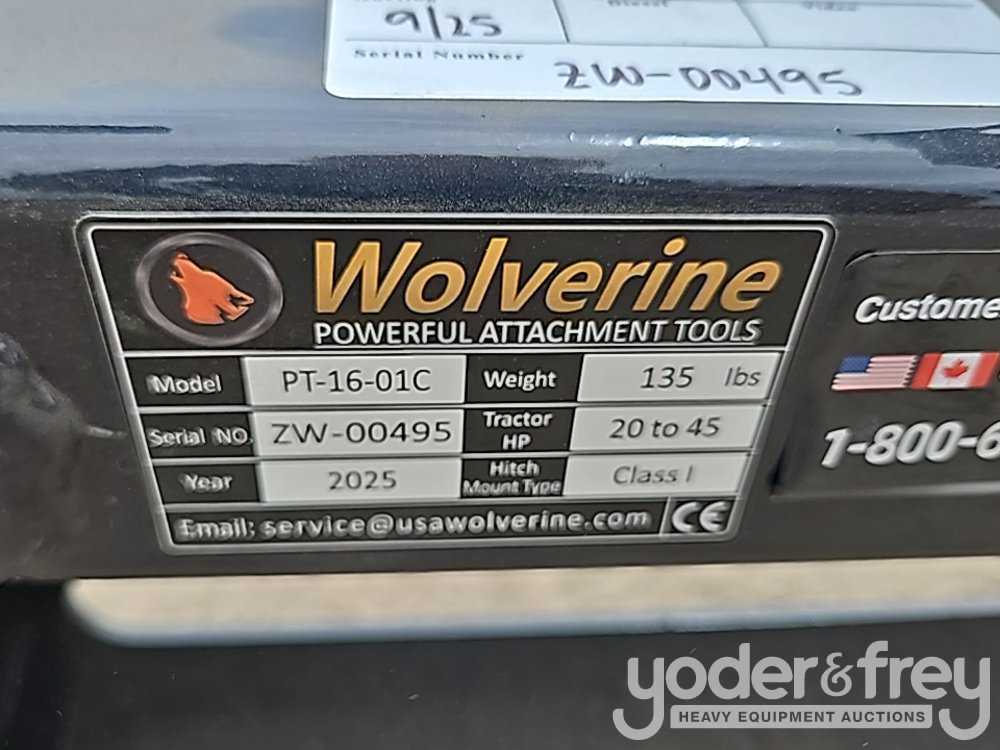 9/25
Serial Number
ZW-00495
Wolverine
POWERFUL ATTACHMENT TOOLS
Model PT-16-01C Weight 135 lbs
Serial NO. ZW-00495 Tractor HP 20 to 45
Year 2025 Hitch Mount Type Class I
Email: service@usawolverine.com CE
Custome
1-800-6
yoder&frey
HEAVY EQUIPMENT AUCTIONS